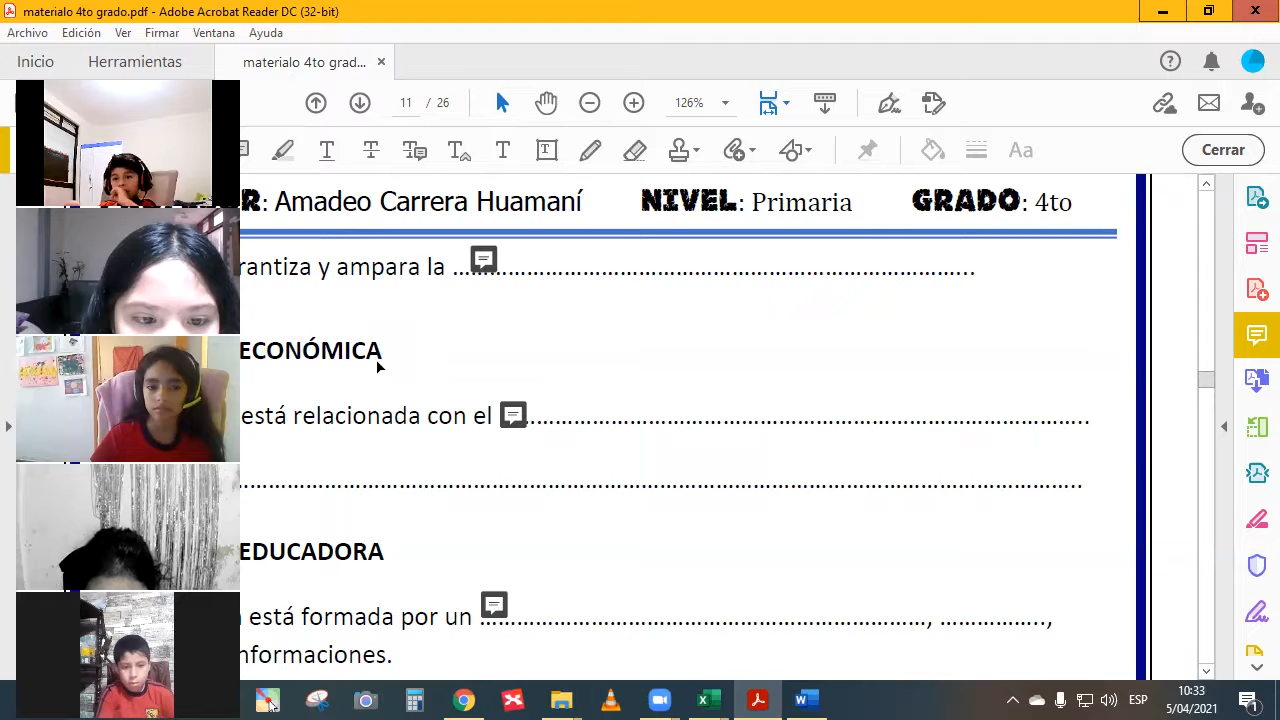 materialo 4to grado.pdf - Adobe Acrobat Reader DC (32-bit)
Archivo Edición Ver Firmar Ventana Ayuda
Inicio Herramientas materialo 4to grad... ×
11 / 26 126%
Cerrar
R: Amadeo Carrera Huamaní NIVEL: Primaria GRADO: 4to
rantiza y ampara la ……………………………………………………………..
ECONÓMICA
está relacionada con el ……………………………………………………………………..
……………………………………………………………………………………..
EDUCADORA
está formada por un ……………………………………………………, ……………..,
nformaciones.
ESP
10:33
5/04/2021
1